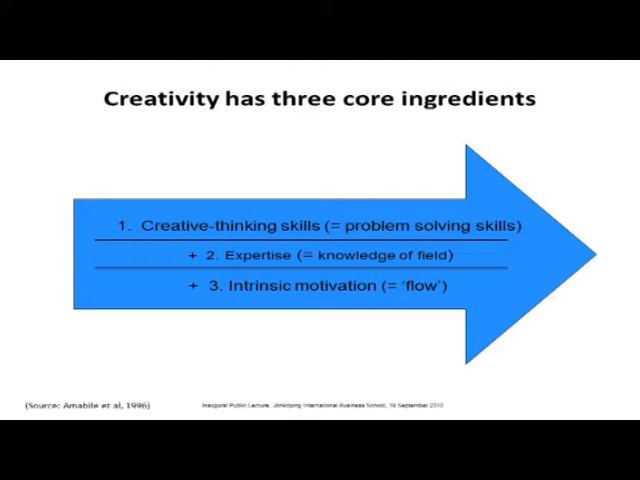 Creativity has three core ingredients
1. Creative-thinking skills (= problem solving skills)
+ 2. Expertise (= knowledge of field)
+ 3. Intrinsic motivation (= ‘flow’)
(Source: Amabile et al, 1996)
Inaugural Public Lecture, Jönköping International Business School, 18 September 2013